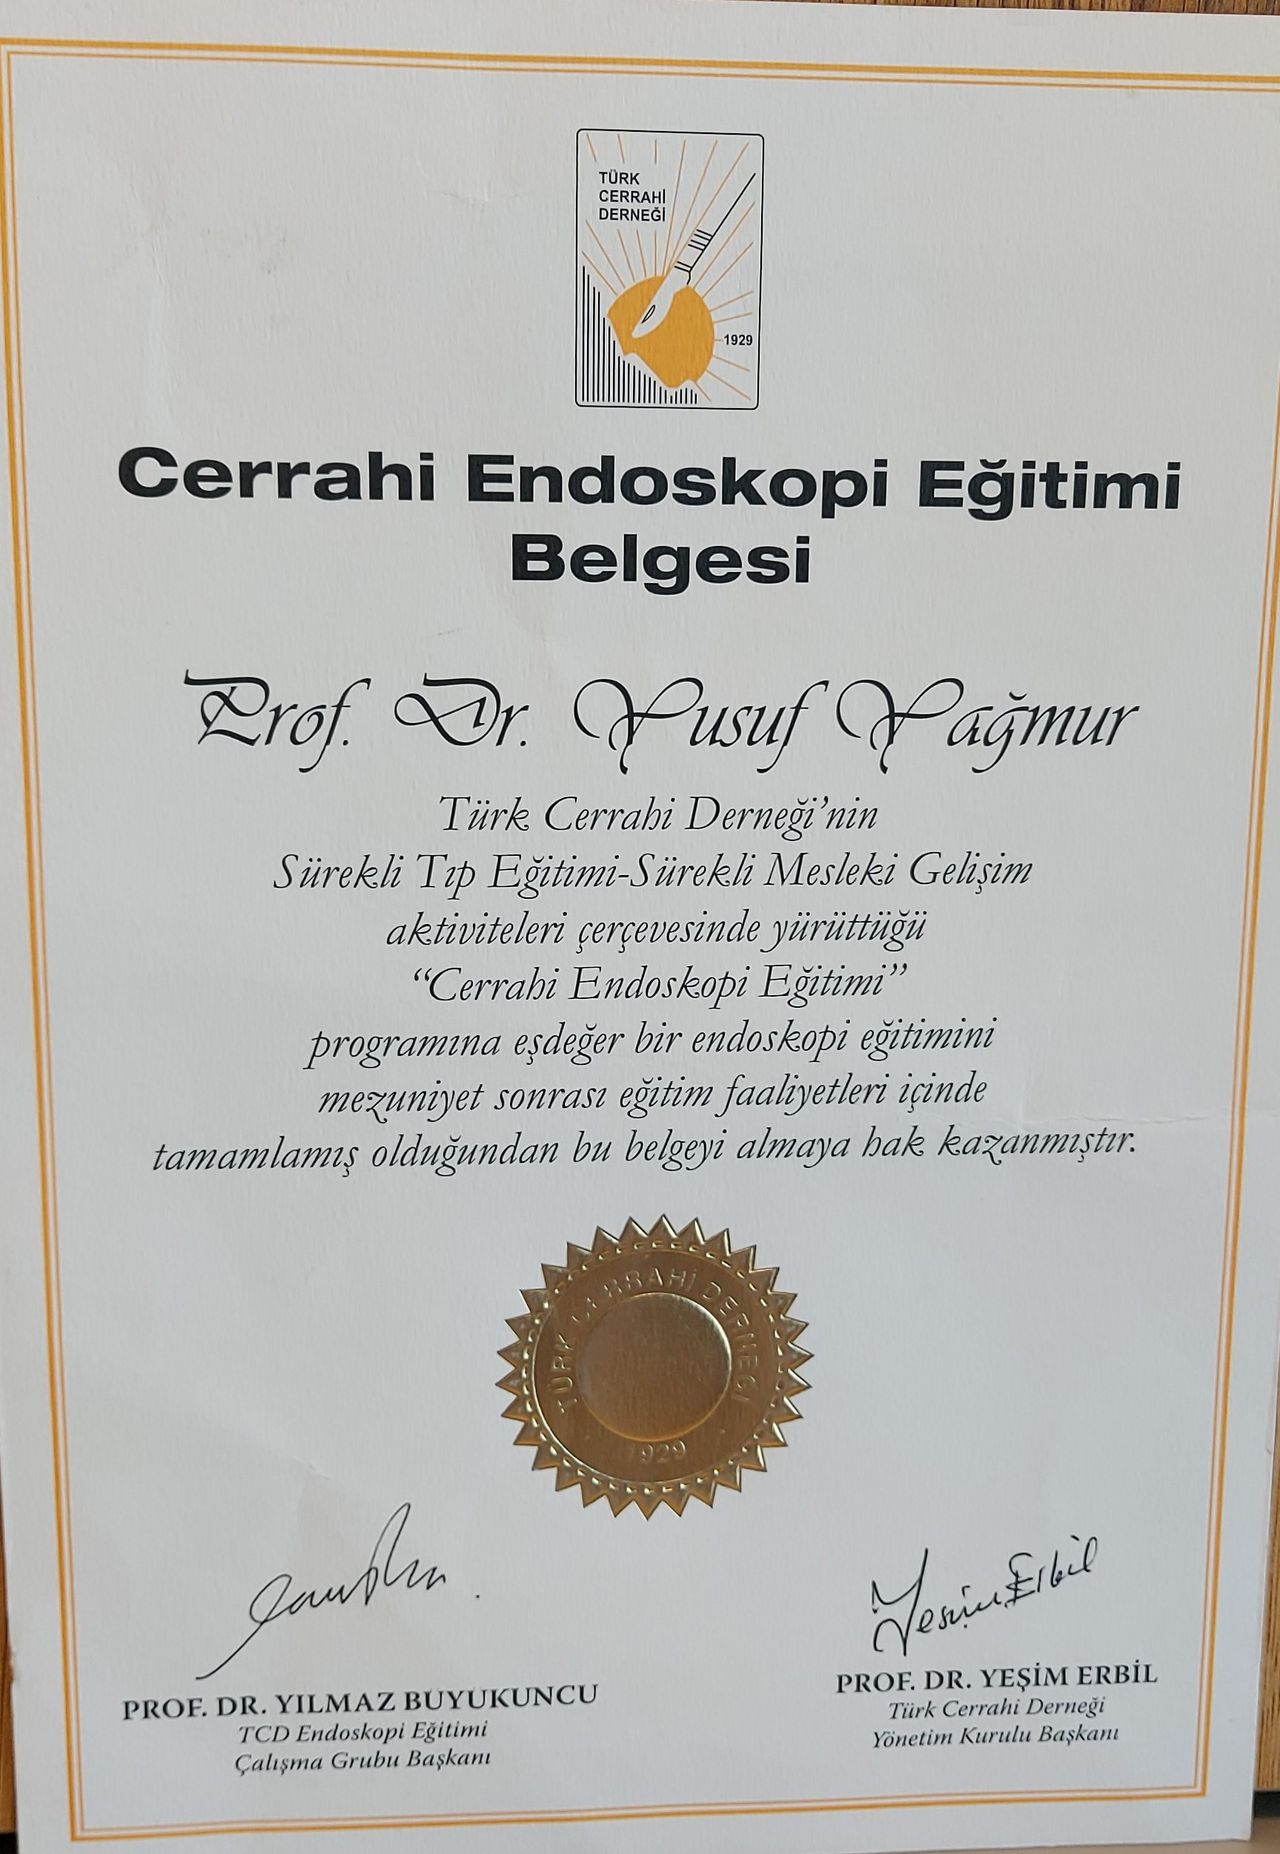 TÜRK
CERRAHİ
DERNEĞİ
1929
Cerrahi Endoskopi Eğitimi
Belgesi
Prof. Dr. Yusuf Yağmur
Türk Cerrahi Derneği’nin
Sürekli Tıp Eğitimi-Sürekli Mesleki Gelişim
aktiviteleri çerçevesinde yürüttüğü
“Cerrahi Endoskopi Eğitimi”
programına eşdeğer bir endoskopi eğitimini
mezuniyet sonrası eğitim faaliyetleri içinde
tamamlamış olduğundan bu belgeyi almaya hak kazanmıştır.
TÜRK CERRAHİ DERNEĞİ
1929
Yeşim Erbil
PROF. DR. YILMAZ BÜYÜKUNCU
TCD Endoskopi Eğitimi
Çalışma Grubu Başkanı
PROF. DR. YEŞİM ERBİL
Türk Cerrahi Derneği
Yönetim Kurulu Başkanı